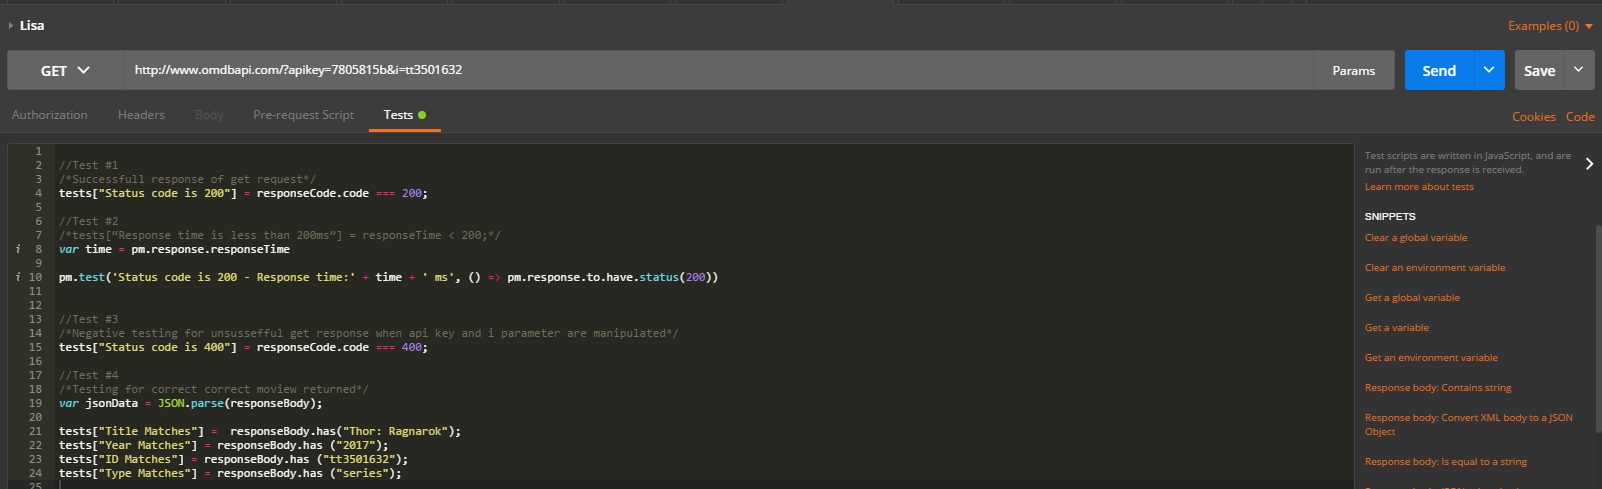 Lisa
Examples (0)
GET
http://www.omdbapi.com/?apikey=7805815b&i=tt3501632
Params
Send
Save
Authorization
Headers
Body
Pre-request Script
Tests
Cookies
Code
1
2 //Test #1
3 /*Successfull response of get request*/
4 tests["Status code is 200"] = responseCode.code === 200;
5
6 //Test #2
7 /*tests[“Response time is less than 200ms”] = responseTime < 200;*/
i 8 var time = pm.response.responseTime
9
i 10 pm.test('Status code is 200 - Response time:' + time + ' ms', () => pm.response.to.have.status(200))
11
12
13 //Test #3
14 /*Negative testing for unsussefful get response when api key and i parameter are manipulated*/
15 tests["Status code is 400"] = responseCode.code === 400;
16
17 //Test #4
18 /*Testing for correct correct moview returned*/
19 var jsonData = JSON.parse(responseBody);
20
21 tests["Title Matches"] =  responseBody.has("Thor: Ragnarok");
22 tests["Year Matches"] = responseBody.has ("2017");
23 tests["ID Matches"] = responseBody.has ("tt3501632");
24 tests["Type Matches"] = responseBody.has ("series");
25
Test scripts are written in JavaScript, and are
run after the response is received.
Learn more about tests
SNIPPETS
Clear a global variable
Clear an environment variable
Get a global variable
Get a variable
Get an environment variable
Response body: Contains string
Response body: Convert XML body to a JSON
Object
Response body: Is equal to a string